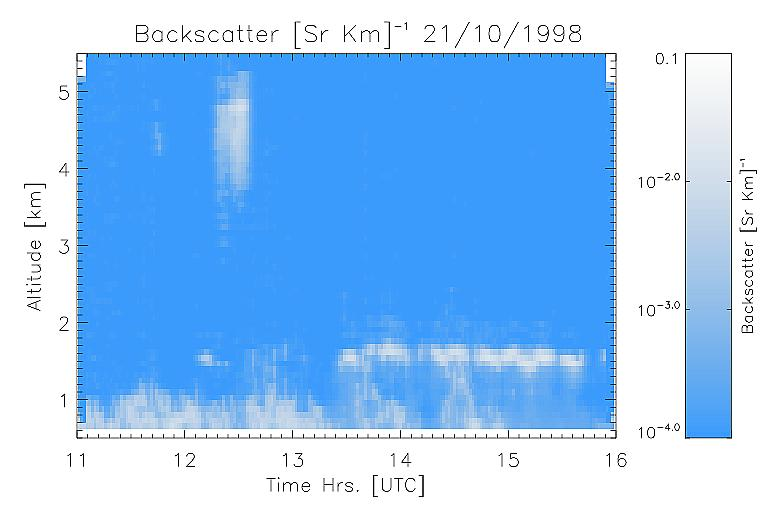 Backscatter [Sr Km]⁻¹ 21/10/1998
5
4
3
2
1
Altitude [km]
11 12 13 14 15 16
Time Hrs. [UTC]
0.1
10⁻²·⁰
10⁻³·⁰
10⁻⁴·⁰
Backscatter [Sr Km]⁻¹